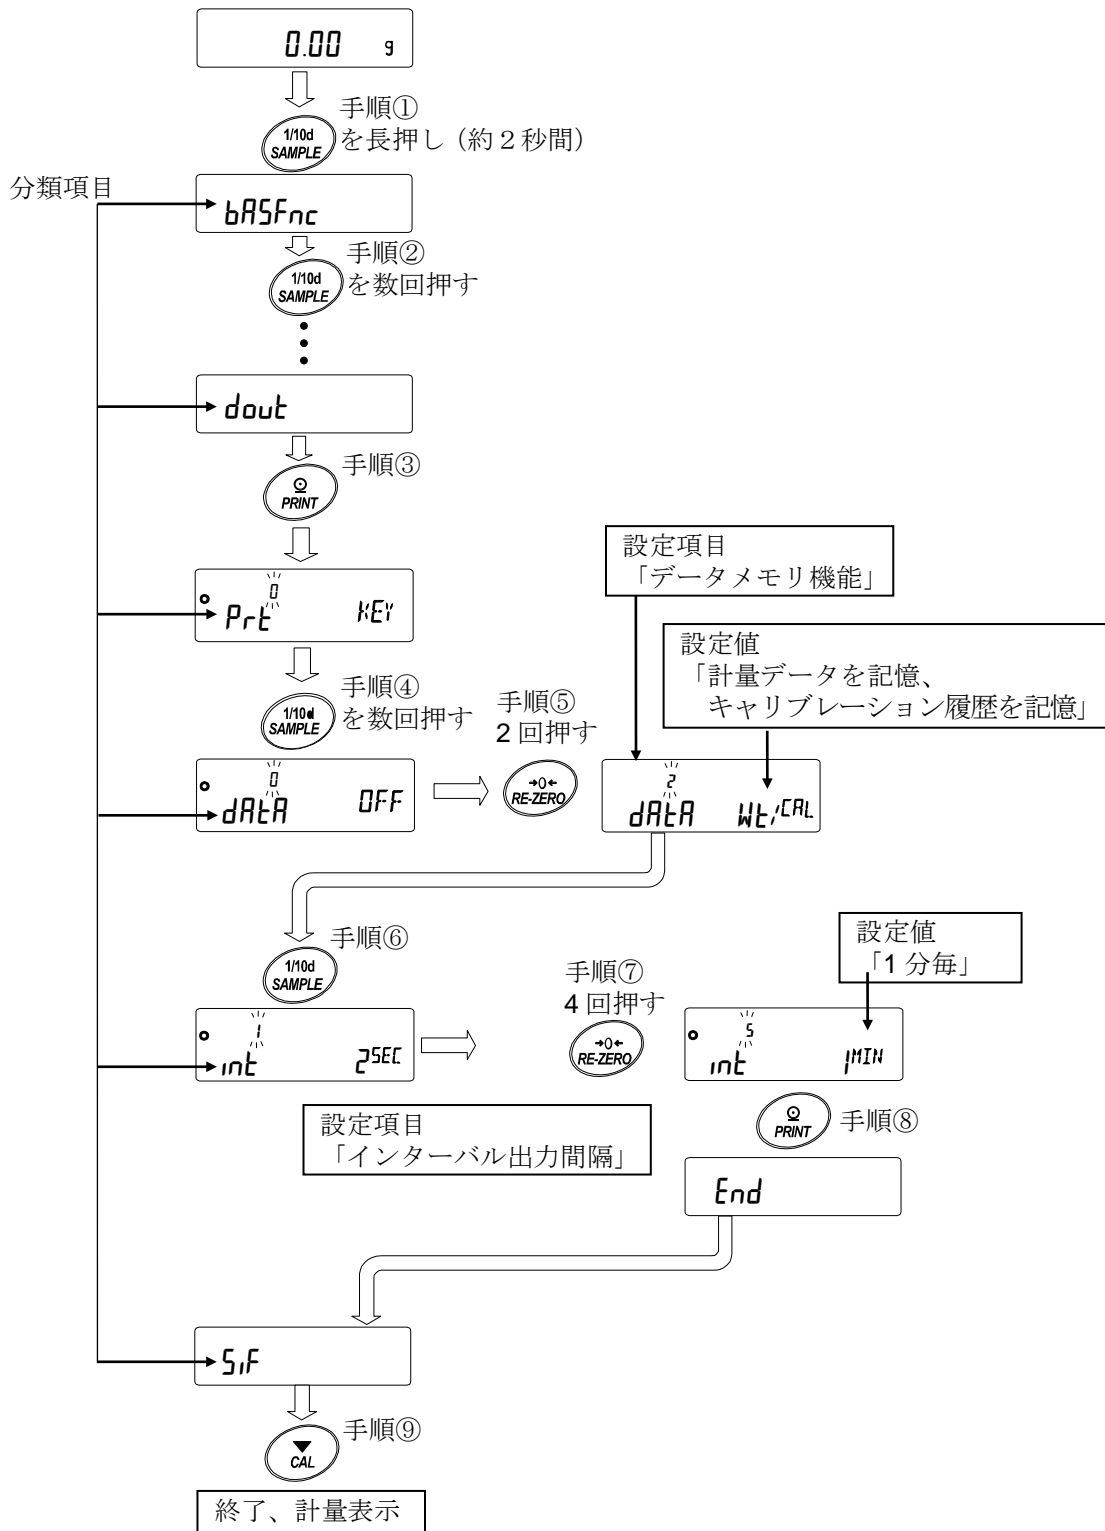 0.00 g
手順①
を長押し（約２秒間）
1/10d
SAMPLE
分類項目
bASFnc
手順②
を数回押す
1/10d
SAMPLE
dout
手順③
PRINT
設定項目
「データメモリ機能」
0
Prt KEY
設定値
「計量データを記憶、
キャリブレーション履歴を記憶」
手順④
を数回押す
1/10d
SAMPLE
手順⑤
2 回押す
0
dAtA OFF
→0←
RE-ZERO
2
dAtA Wt/CAL
手順⑥
1/10d
SAMPLE
設定値
「1 分毎」
手順⑦
4 回押す
1
int 2SEC
→0←
RE-ZERO
5
int 1MIN
設定項目
「インターバル出力間隔」
PRINT
手順⑧
End
SiF
手順⑨
CAL
終了、計量表示